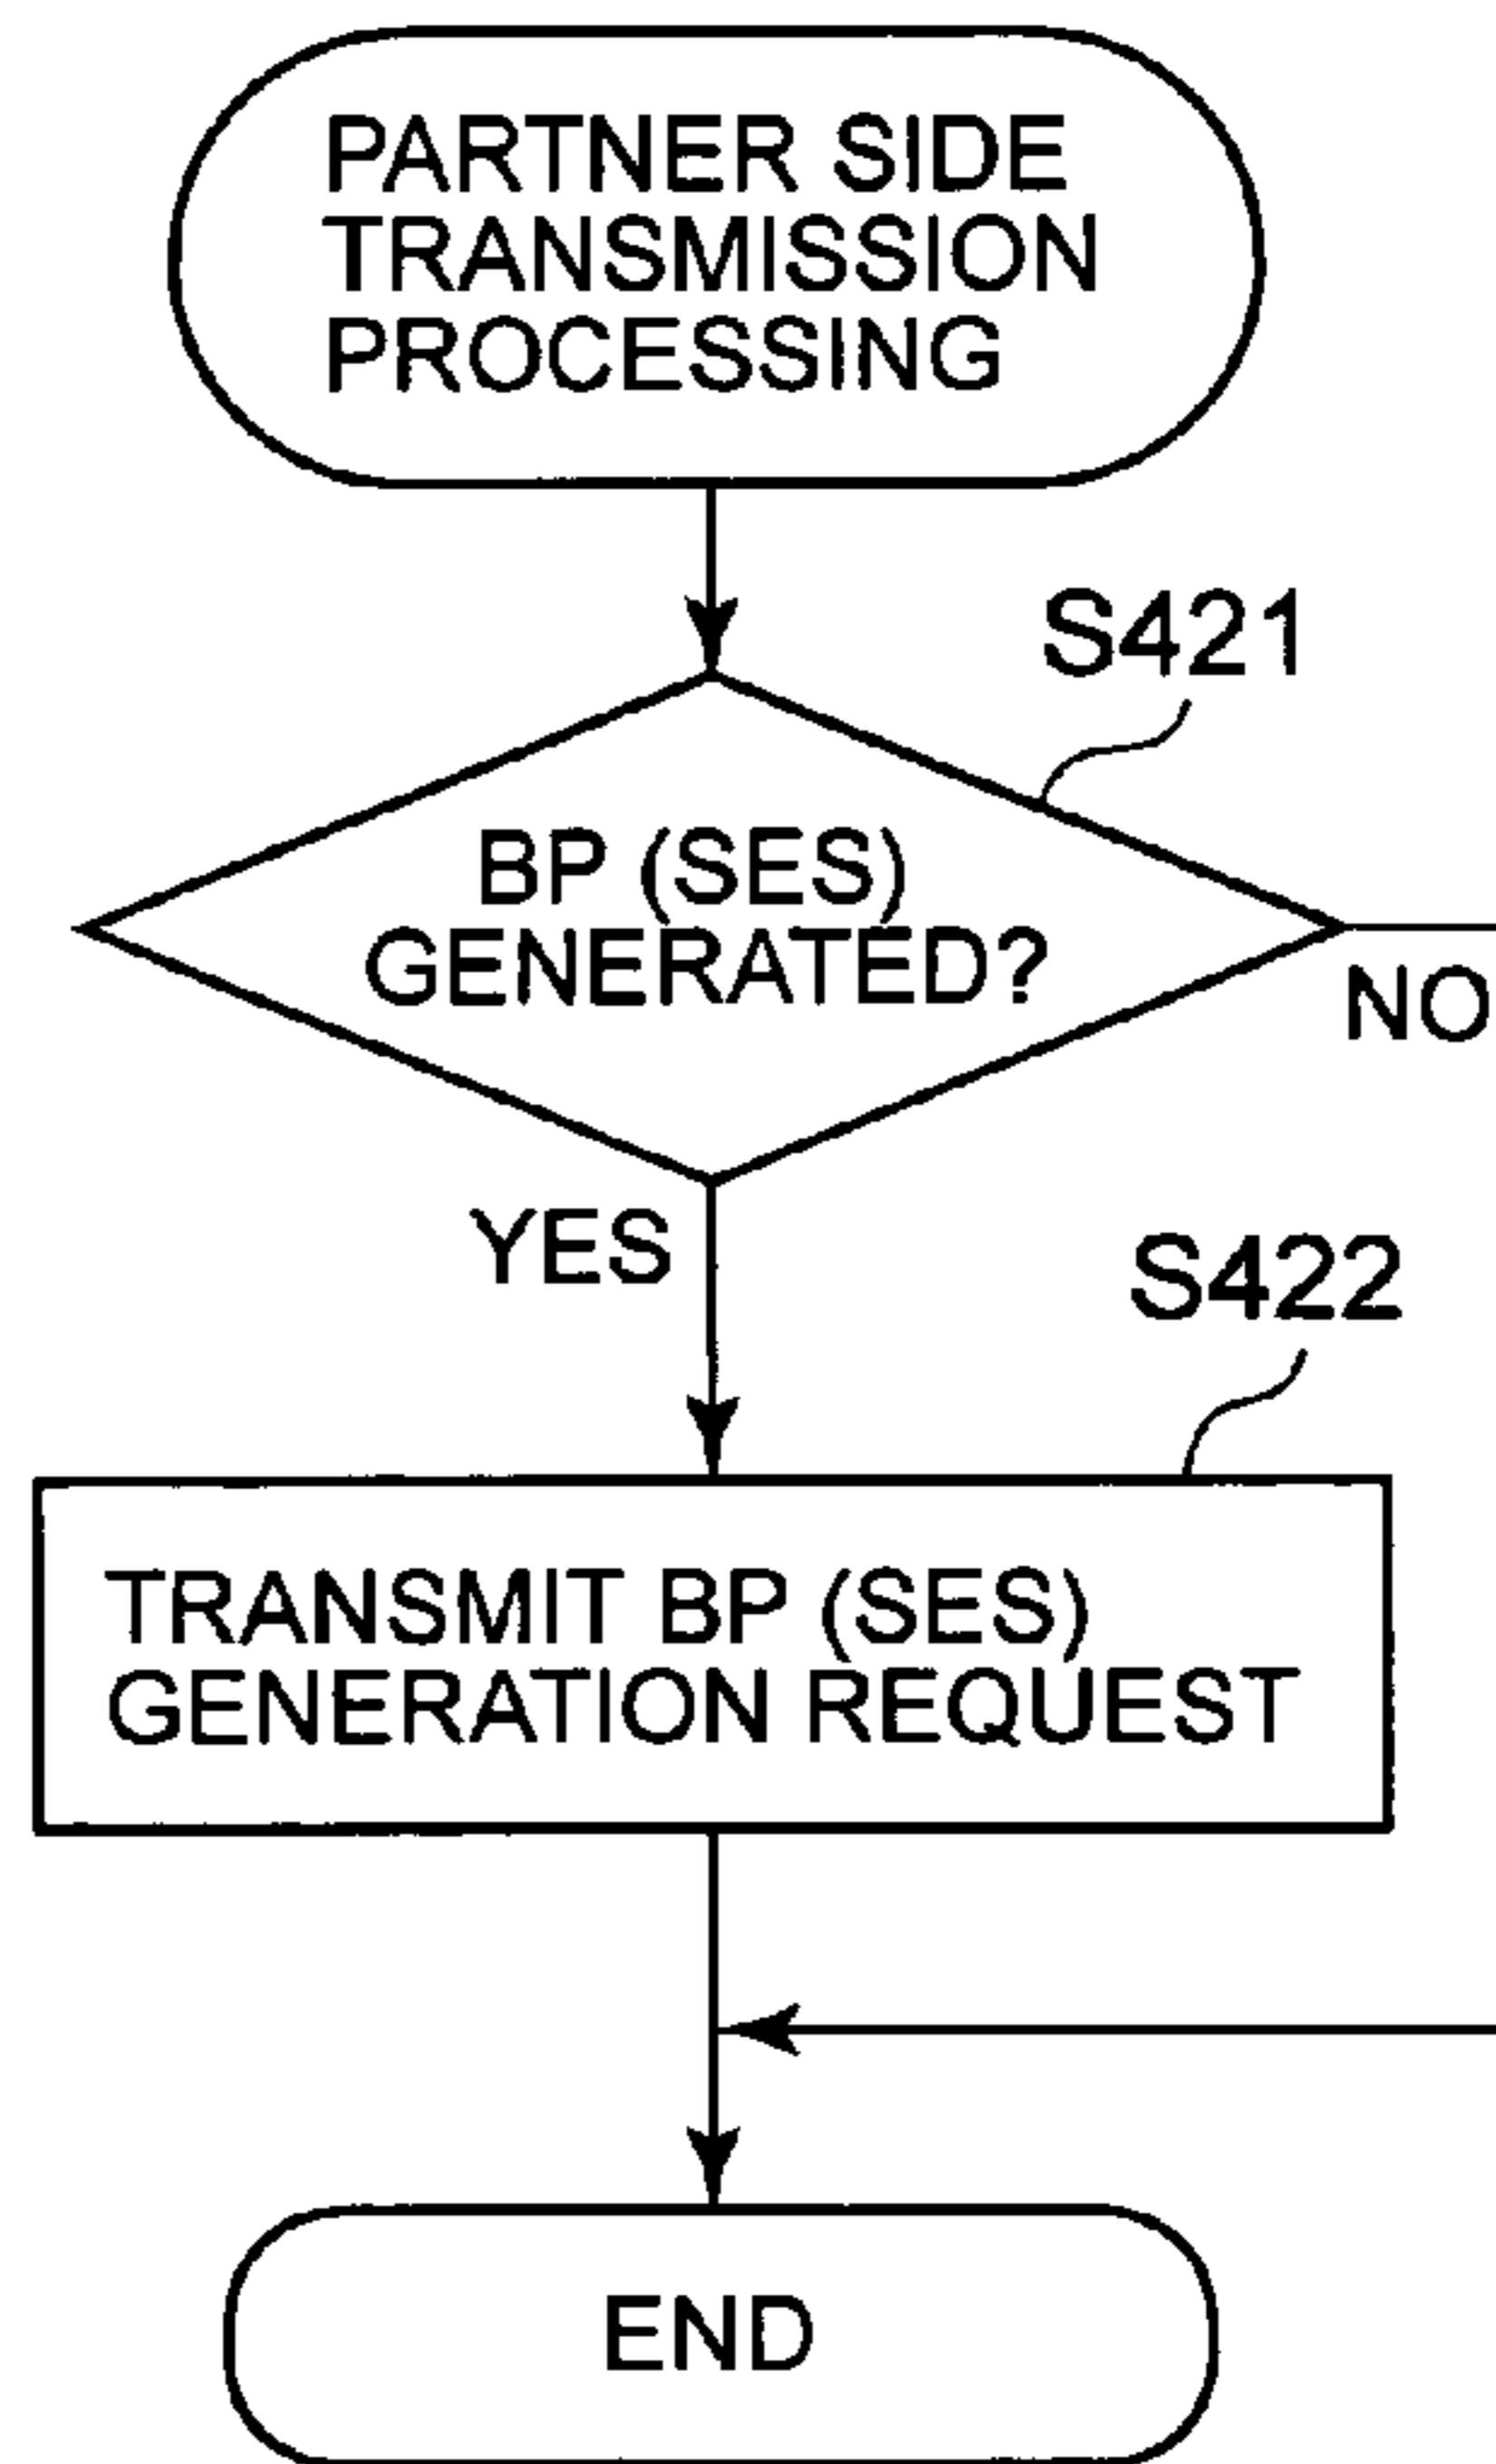 PARTNER SIDE
TRANSMISSION
PROCESSING
S421
BP (SES)
GENERATED?
NO
YES
S422
TRANSMIT BP (SES)
GENERATION REQUEST
END